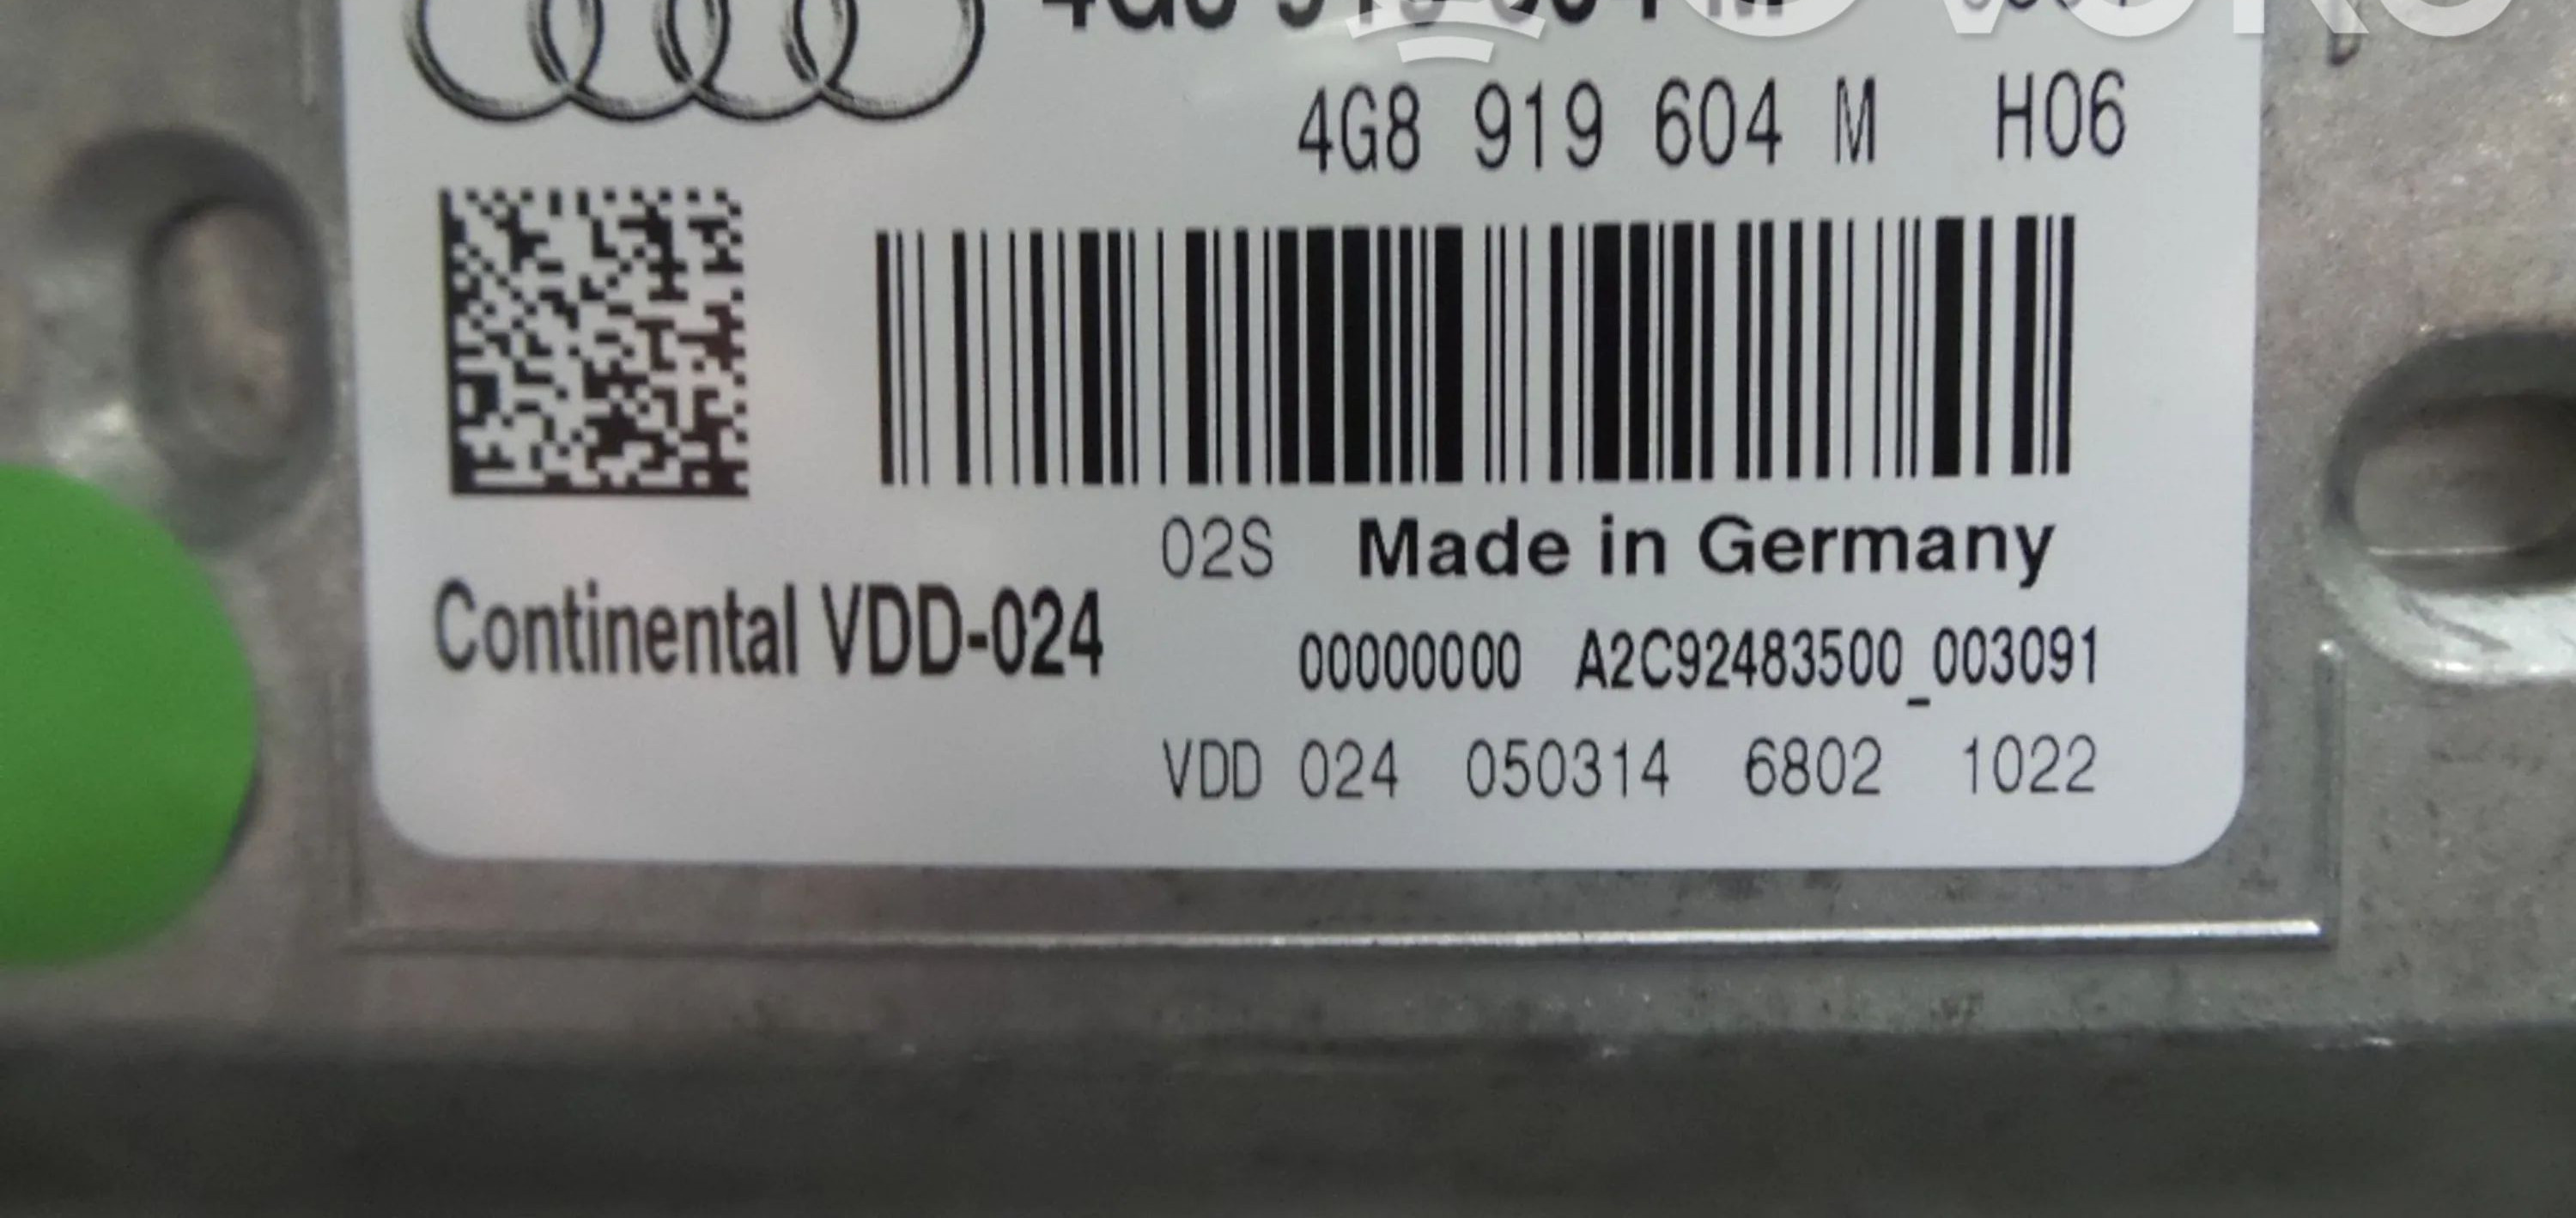 4G8 919 604 M H06
02S Made in Germany
Continental VDD-024
00000000 A2C92483500_003091
VDD 024 050314 6802 1022